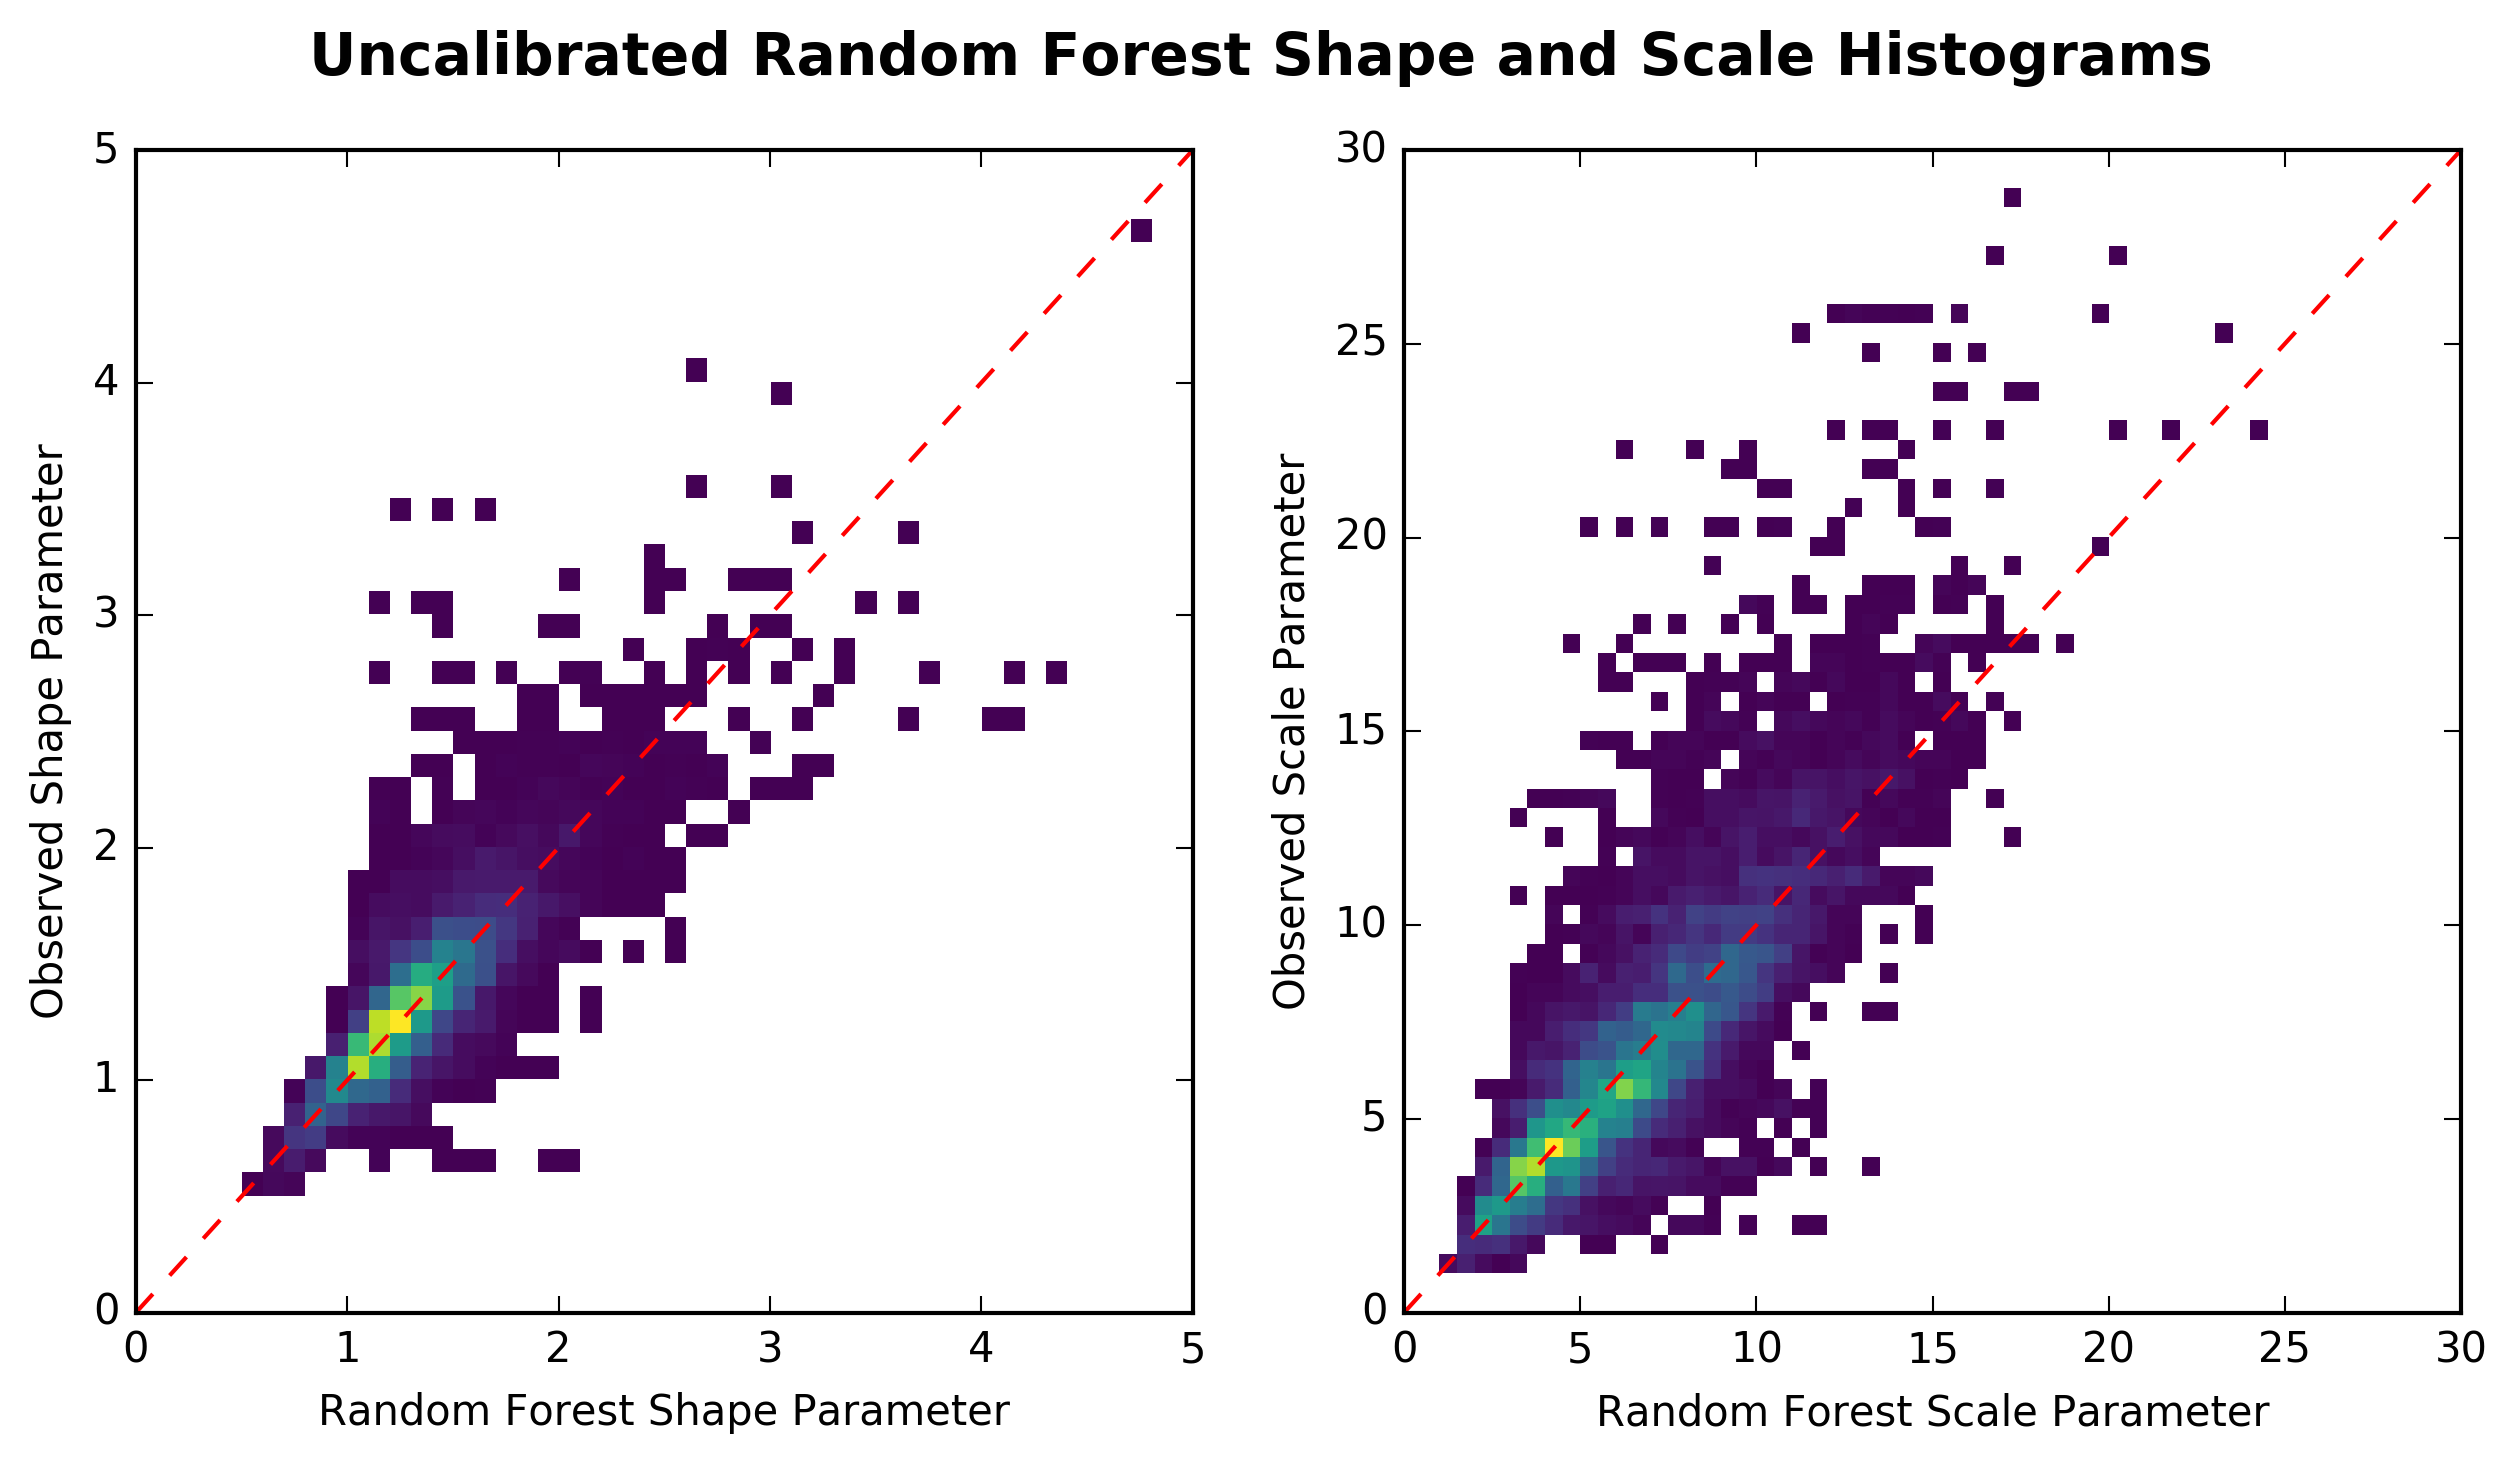 Uncalibrated Random Forest Shape and Scale Histograms
5
4
3
2
1
0
0 1 2 3 4 5
Observed Shape Parameter
Random Forest Shape Parameter
30
25
20
15
10
5
0
0 5 10 15 20 25 30
Observed Scale Parameter
Random Forest Scale Parameter